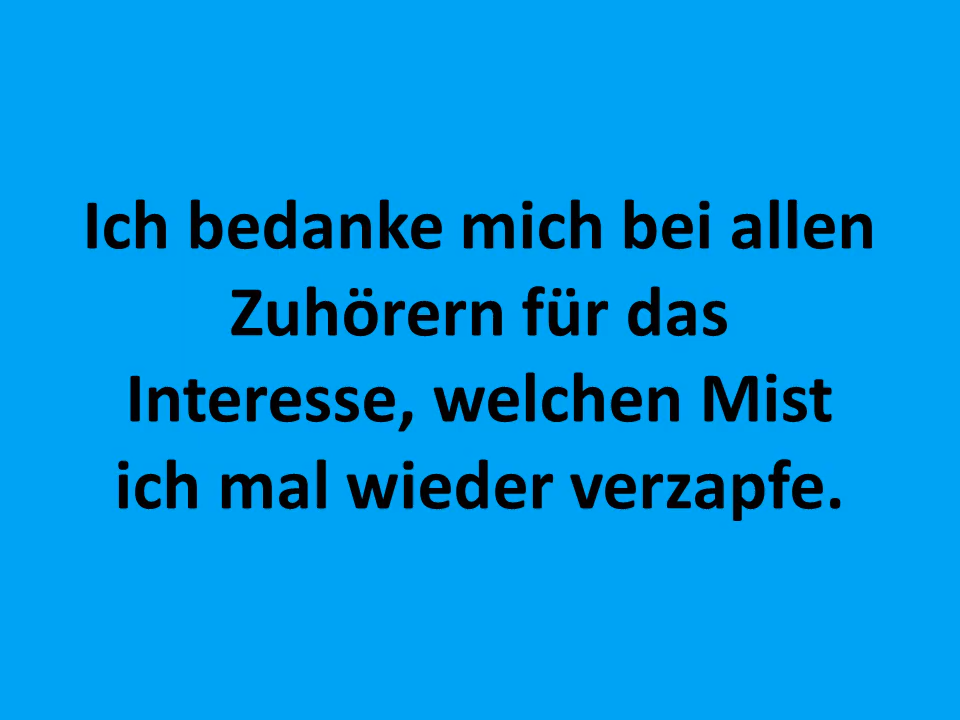 Ich bedanke mich bei allen
Zuhörern für das
Interesse, welchen Mist
ich mal wieder verzapfe.